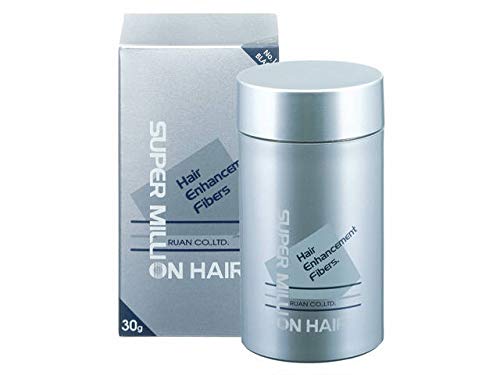 No.1
SUPER MILLION HAIR
Hair
Enhancement
Fibers
RUAN CO.,LTD.
30g
SUPER MILLION HAIR
Hair
Enhancement
Fibers.
RUAN CO.,LTD.